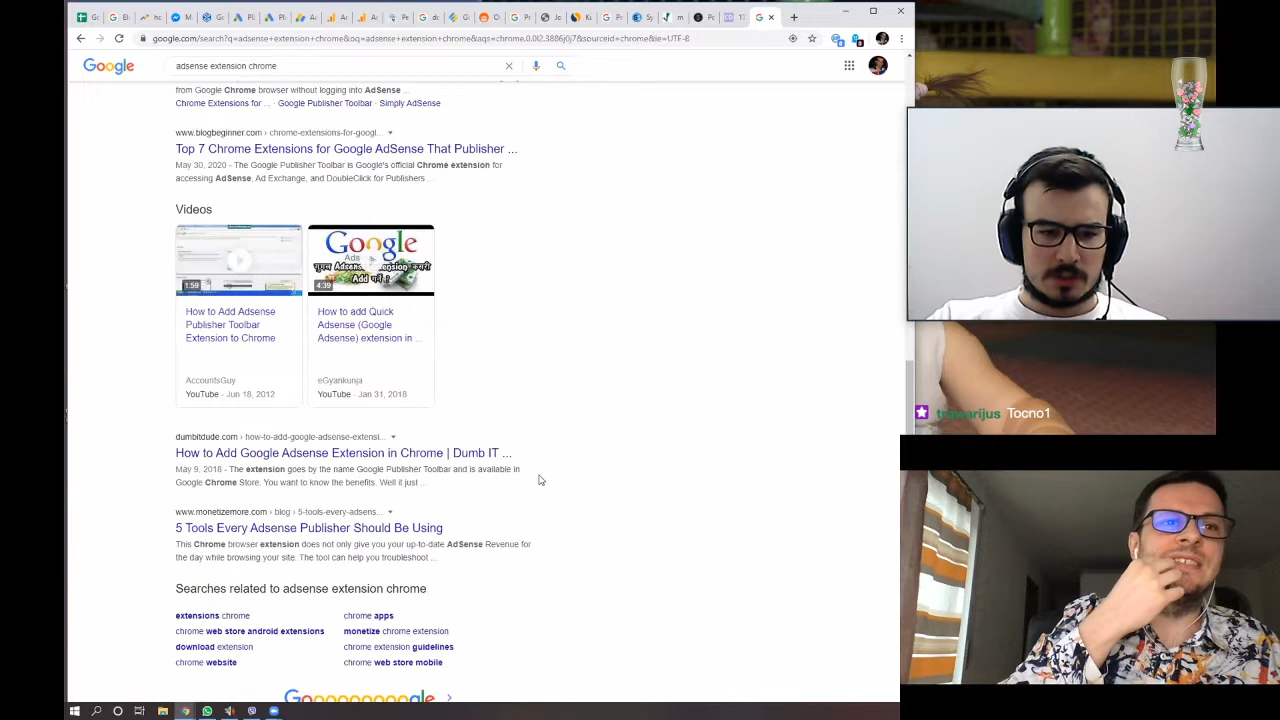 google.com/search?q=adsense+extension+chrome&oq=adsense+extension+chrome&aqs=chrome.0.0l2.3886j0j7&sourceid=chrome&ie=UTF-8
Google
adsense extension chrome
from Google Chrome browser without logging into AdSense ...
Chrome Extensions for ... · Google Publisher Toolbar · Simply AdSense
www.blogbeginner.com › chrome-extensions-for-googl...
Top 7 Chrome Extensions for Google AdSense That Publisher ...
May 30, 2020 - The Google Publisher Toolbar is Google's official Chrome extension for
accessing AdSense, Ad Exchange, and DoubleClick for Publishers ...
Videos
1:59
Google
4:39
How to Add Adsense
Publisher Toolbar
Extension to Chrome
AccountsGuy
YouTube - Jun 18, 2012
How to add Quick
Adsense (Google
Adsense) extension in ...
eGyankunja
YouTube - Jan 31, 2018
dumbitdude.com › how-to-add-google-adsense-extensi...
How to Add Google Adsense Extension in Chrome | Dumb IT ...
May 9, 2018 - The extension goes by the name Google Publisher Toolbar and is available in
Google Chrome Store. You want to know the benefits. Well it just ...
www.monetizemore.com › blog › 5-tools-every-adsens...
5 Tools Every Adsense Publisher Should Be Using
This Chrome browser extension does not only give you your up-to-date AdSense Revenue for
the day while browsing your site. The tool can help you troubleshoot ...
Searches related to adsense extension chrome
extensions chrome
chrome apps
chrome web store android extensions
monetize chrome extension
download extension
chrome extension guidelines
chrome website
chrome web store mobile
Goooooooooogle
trawarijus Tocno1